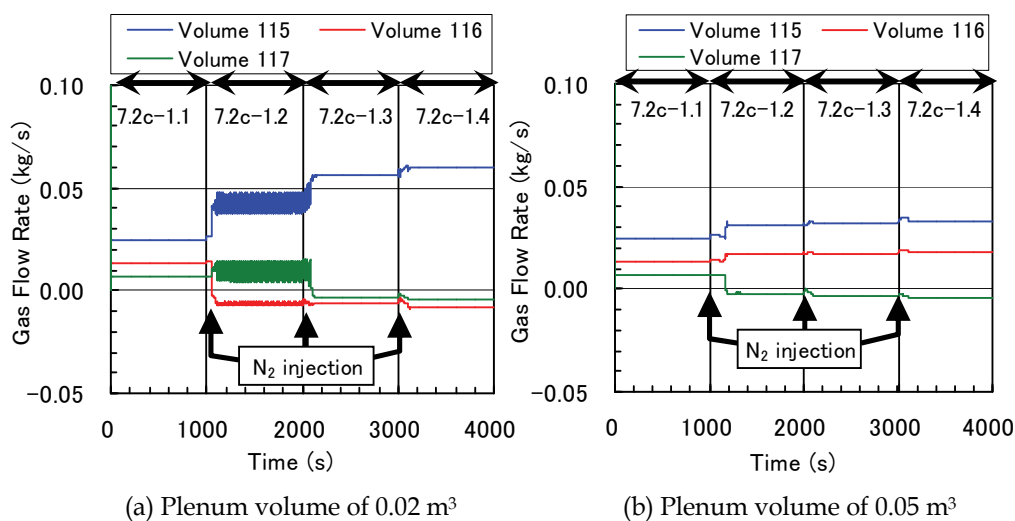 Volume 115 Volume 116
Volume 117
0.10
7.2c-1.1 7.2c-1.2 7.2c-1.3 7.2c-1.4
0.05
0.00
N₂ injection
-0.05
Gas Flow Rate (kg/s)
0 1000 2000 3000 4000
Time (s)
(a) Plenum volume of 0.02 m³
Volume 115 Volume 116
Volume 117
0.10
7.2c-1.1 7.2c-1.2 7.2c-1.3 7.2c-1.4
0.05
0.00
N₂ injection
-0.05
Gas Flow Rate (kg/s)
0 1000 2000 3000 4000
Time (s)
(b) Plenum volume of 0.05 m³